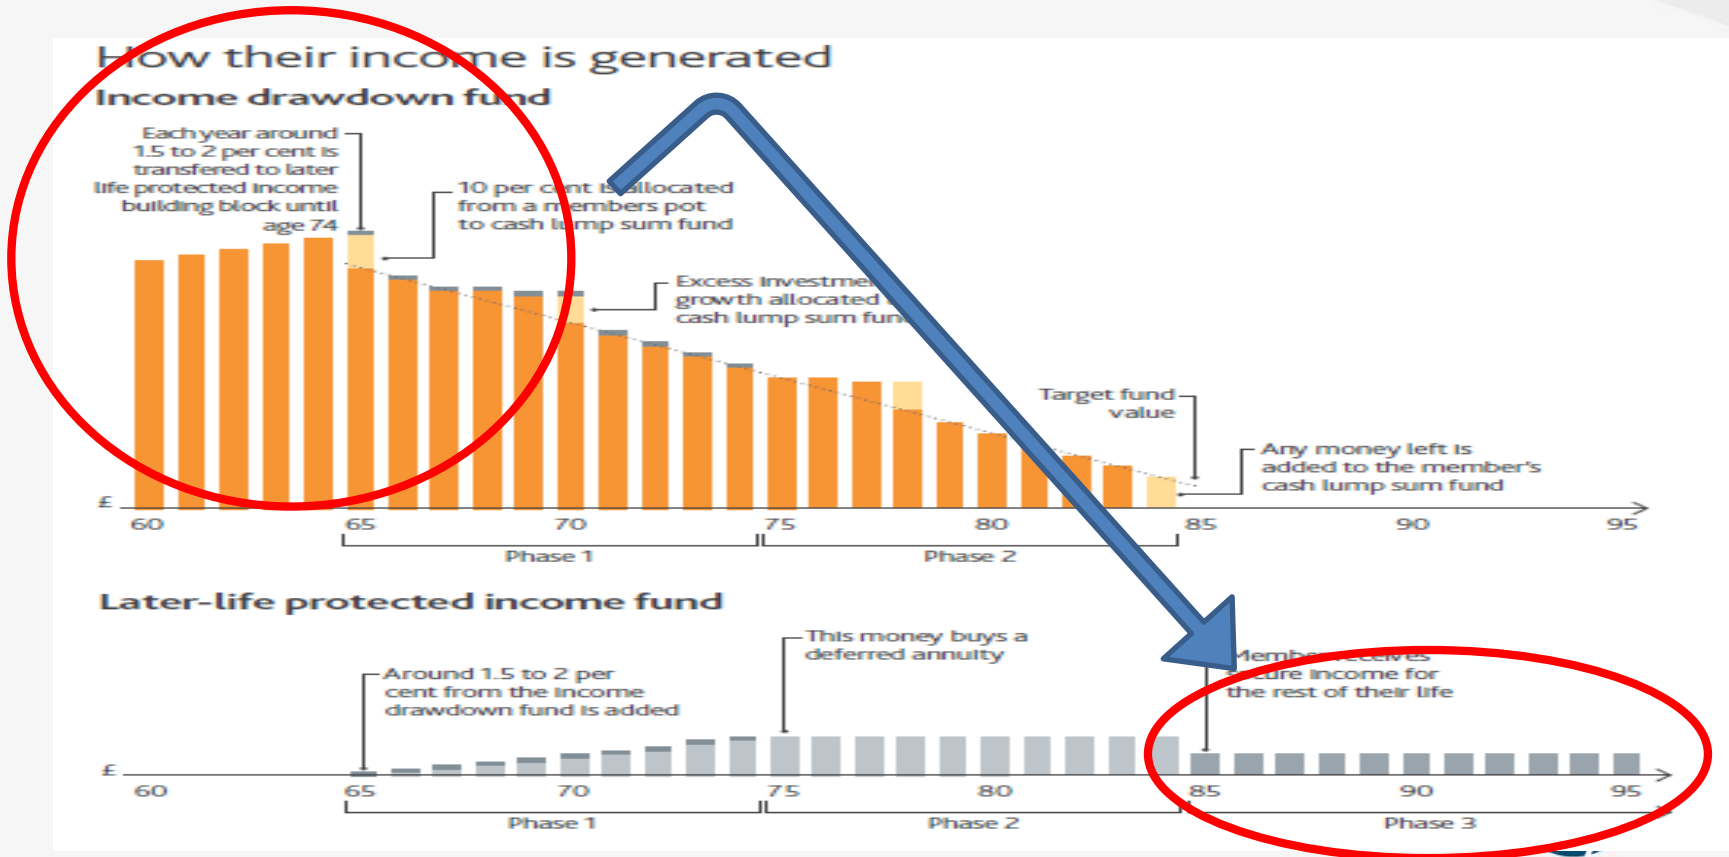 How their income is generated
Income drawdown fund
Each year around
1.5 to 2 per cent is
transfered to later
life protected income
building block until
age 74
10 per cent is allocated
from a members pot
to cash lump sum fund
Excess investme
growth allocated
cash lump sum fun
Target fund
value
Any money left is
added to the member's
cash lump sum fund
£
60 65 70 75 80 85 90 95
Phase 1 Phase 2
Later-life protected income fund
This money buys a
deferred annuity
Around 1.5 to 2 per
cent from the income
drawdown fund is added
Member receives
secure income for
the rest of their life
£
60 65 70 75 80 85 90 95
Phase 1 Phase 2 Phase 3